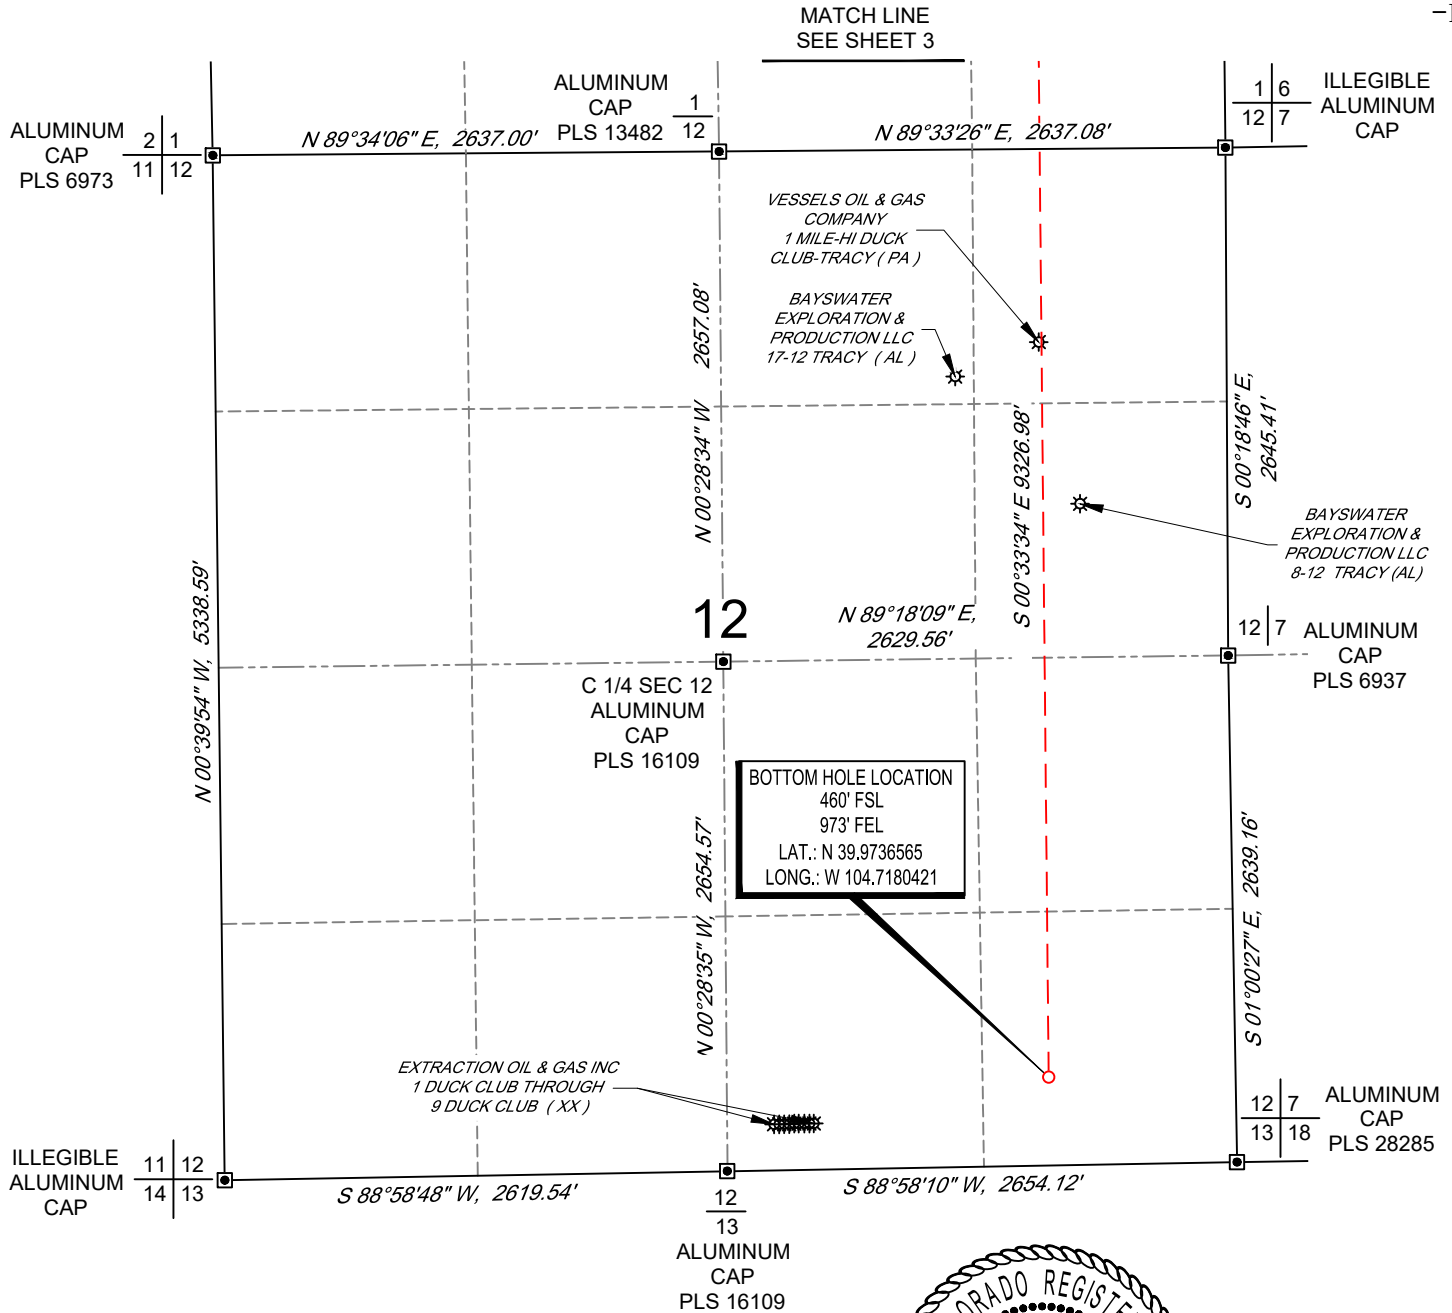 MATCH LINE
SEE SHEET 3
ALUMINUM
CAP
PLS 6973
2 1
11 12
N 89°34'06" E, 2637.00'
ALUMINUM
CAP
PLS 13482
1
12
N 89°33'26" E, 2637.08'
1 6
12 7
ILLEGIBLE
ALUMINUM
CAP
VESSELS OIL & GAS
COMPANY
1 MILE-HI DUCK
CLUB-TRACY ( PA )
BAYSWATER
EXPLORATION &
PRODUCTION LLC
17-12 TRACY ( AL )
N 00°28'34" W 2657.08'
S 00°33'34" E 9326.98'
S 00°18'46" E,
2645.41'
BAYSWATER
EXPLORATION &
PRODUCTION LLC
8-12 TRACY (AL)
N 00°39'54" W, 5338.59'
12
N 89°18'09" E,
2629.56'
12 7
ALUMINUM
CAP
PLS 6937
C 1/4 SEC 12
ALUMINUM
CAP
PLS 16109
BOTTOM HOLE LOCATION
460' FSL
973' FEL
LAT.: N 39.9736565
LONG.: W 104.7180421
N 00°28'35" W, 2654.57'
S 01°00'27" E, 2639.16'
EXTRACTION OIL & GAS INC
1 DUCK CLUB THROUGH
9 DUCK CLUB ( XX )
ILLEGIBLE
ALUMINUM
CAP
11 12
14 13
S 88°58'48" W, 2619.54'
12
13
ALUMINUM
CAP
PLS 16109
S 88°58'10" W, 2654.12'
12 7
13 18
ALUMINUM
CAP
PLS 28285